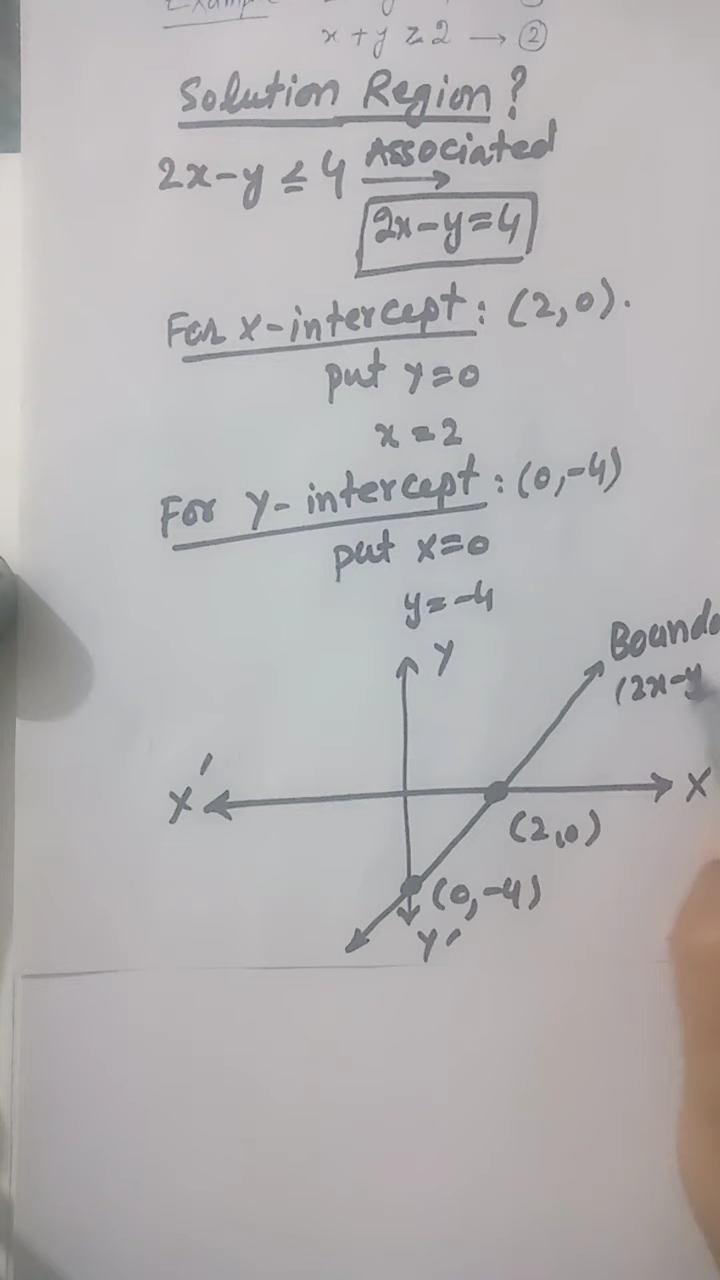 x + y ≥ 2 → ②
Solution Region?
2x-y ≤ 4 Associated
2x-y=4
For x-intercept: (2,0).
put y=0
x=2
For y-intercept: (0,-4)
put x=0
y=-4
Y
(2x-y
X' X
(2,0)
(0,-4)
Y'